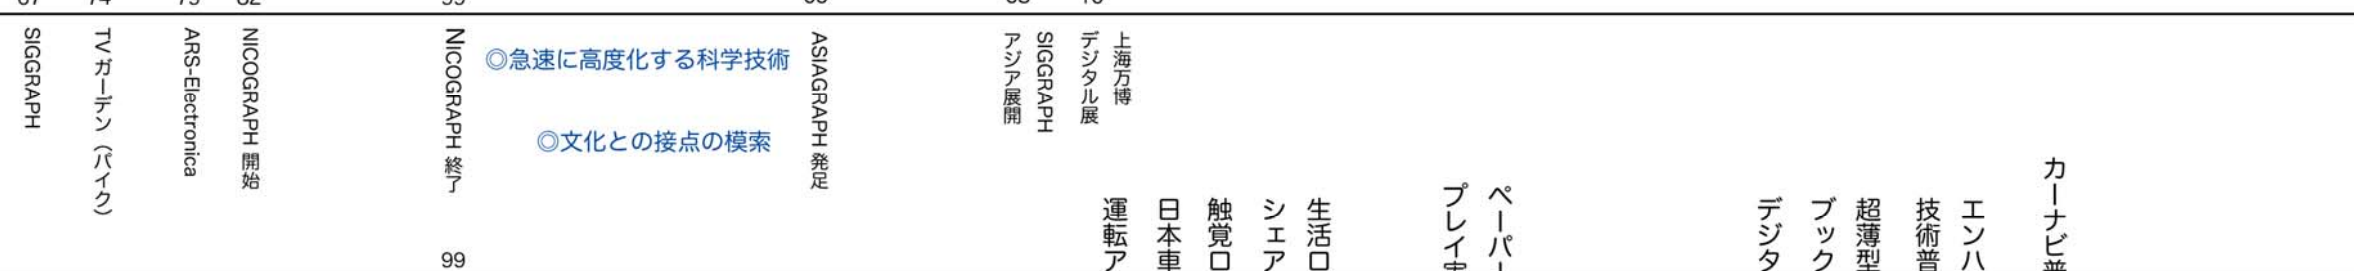 SIGGRAPH
TVガーデン（パイク）
ARS-Electronica
NICOGRAPH 開始
NICOGRAPH 終了
◎急速に高度化する科学技術
◎文化との接点の模索
ASIAGRAPH 発足
SIGGRAPH
アジア展開
上海万博
デジタル展
99
運転ア
日本車
触覚ロ
シェア
生活ロ
ペーパー
プレイ実
デジタ
ブック
超薄型
技術普
エンハ
カーナビ普